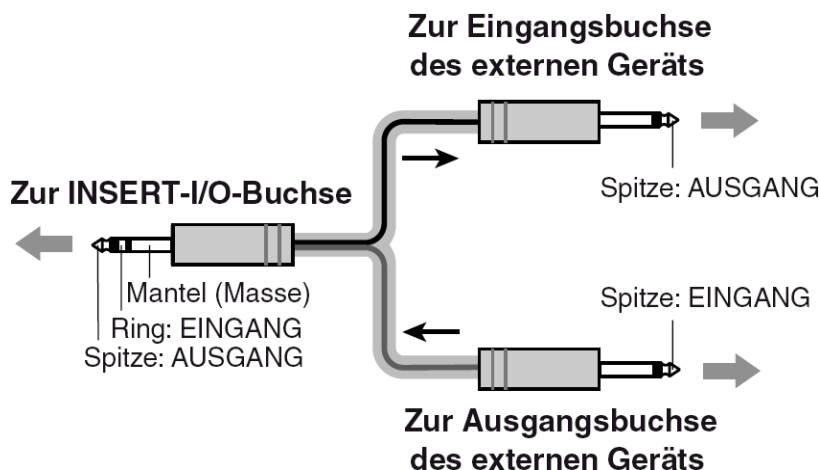 Zur Eingangsbuchse
des externen Geräts
Spitze: AUSGANG
Zur INSERT-I/O-Buchse
Mantel (Masse)
Ring: EINGANG
Spitze: AUSGANG
Spitze: EINGANG
Zur Ausgangsbuchse
des externen Geräts